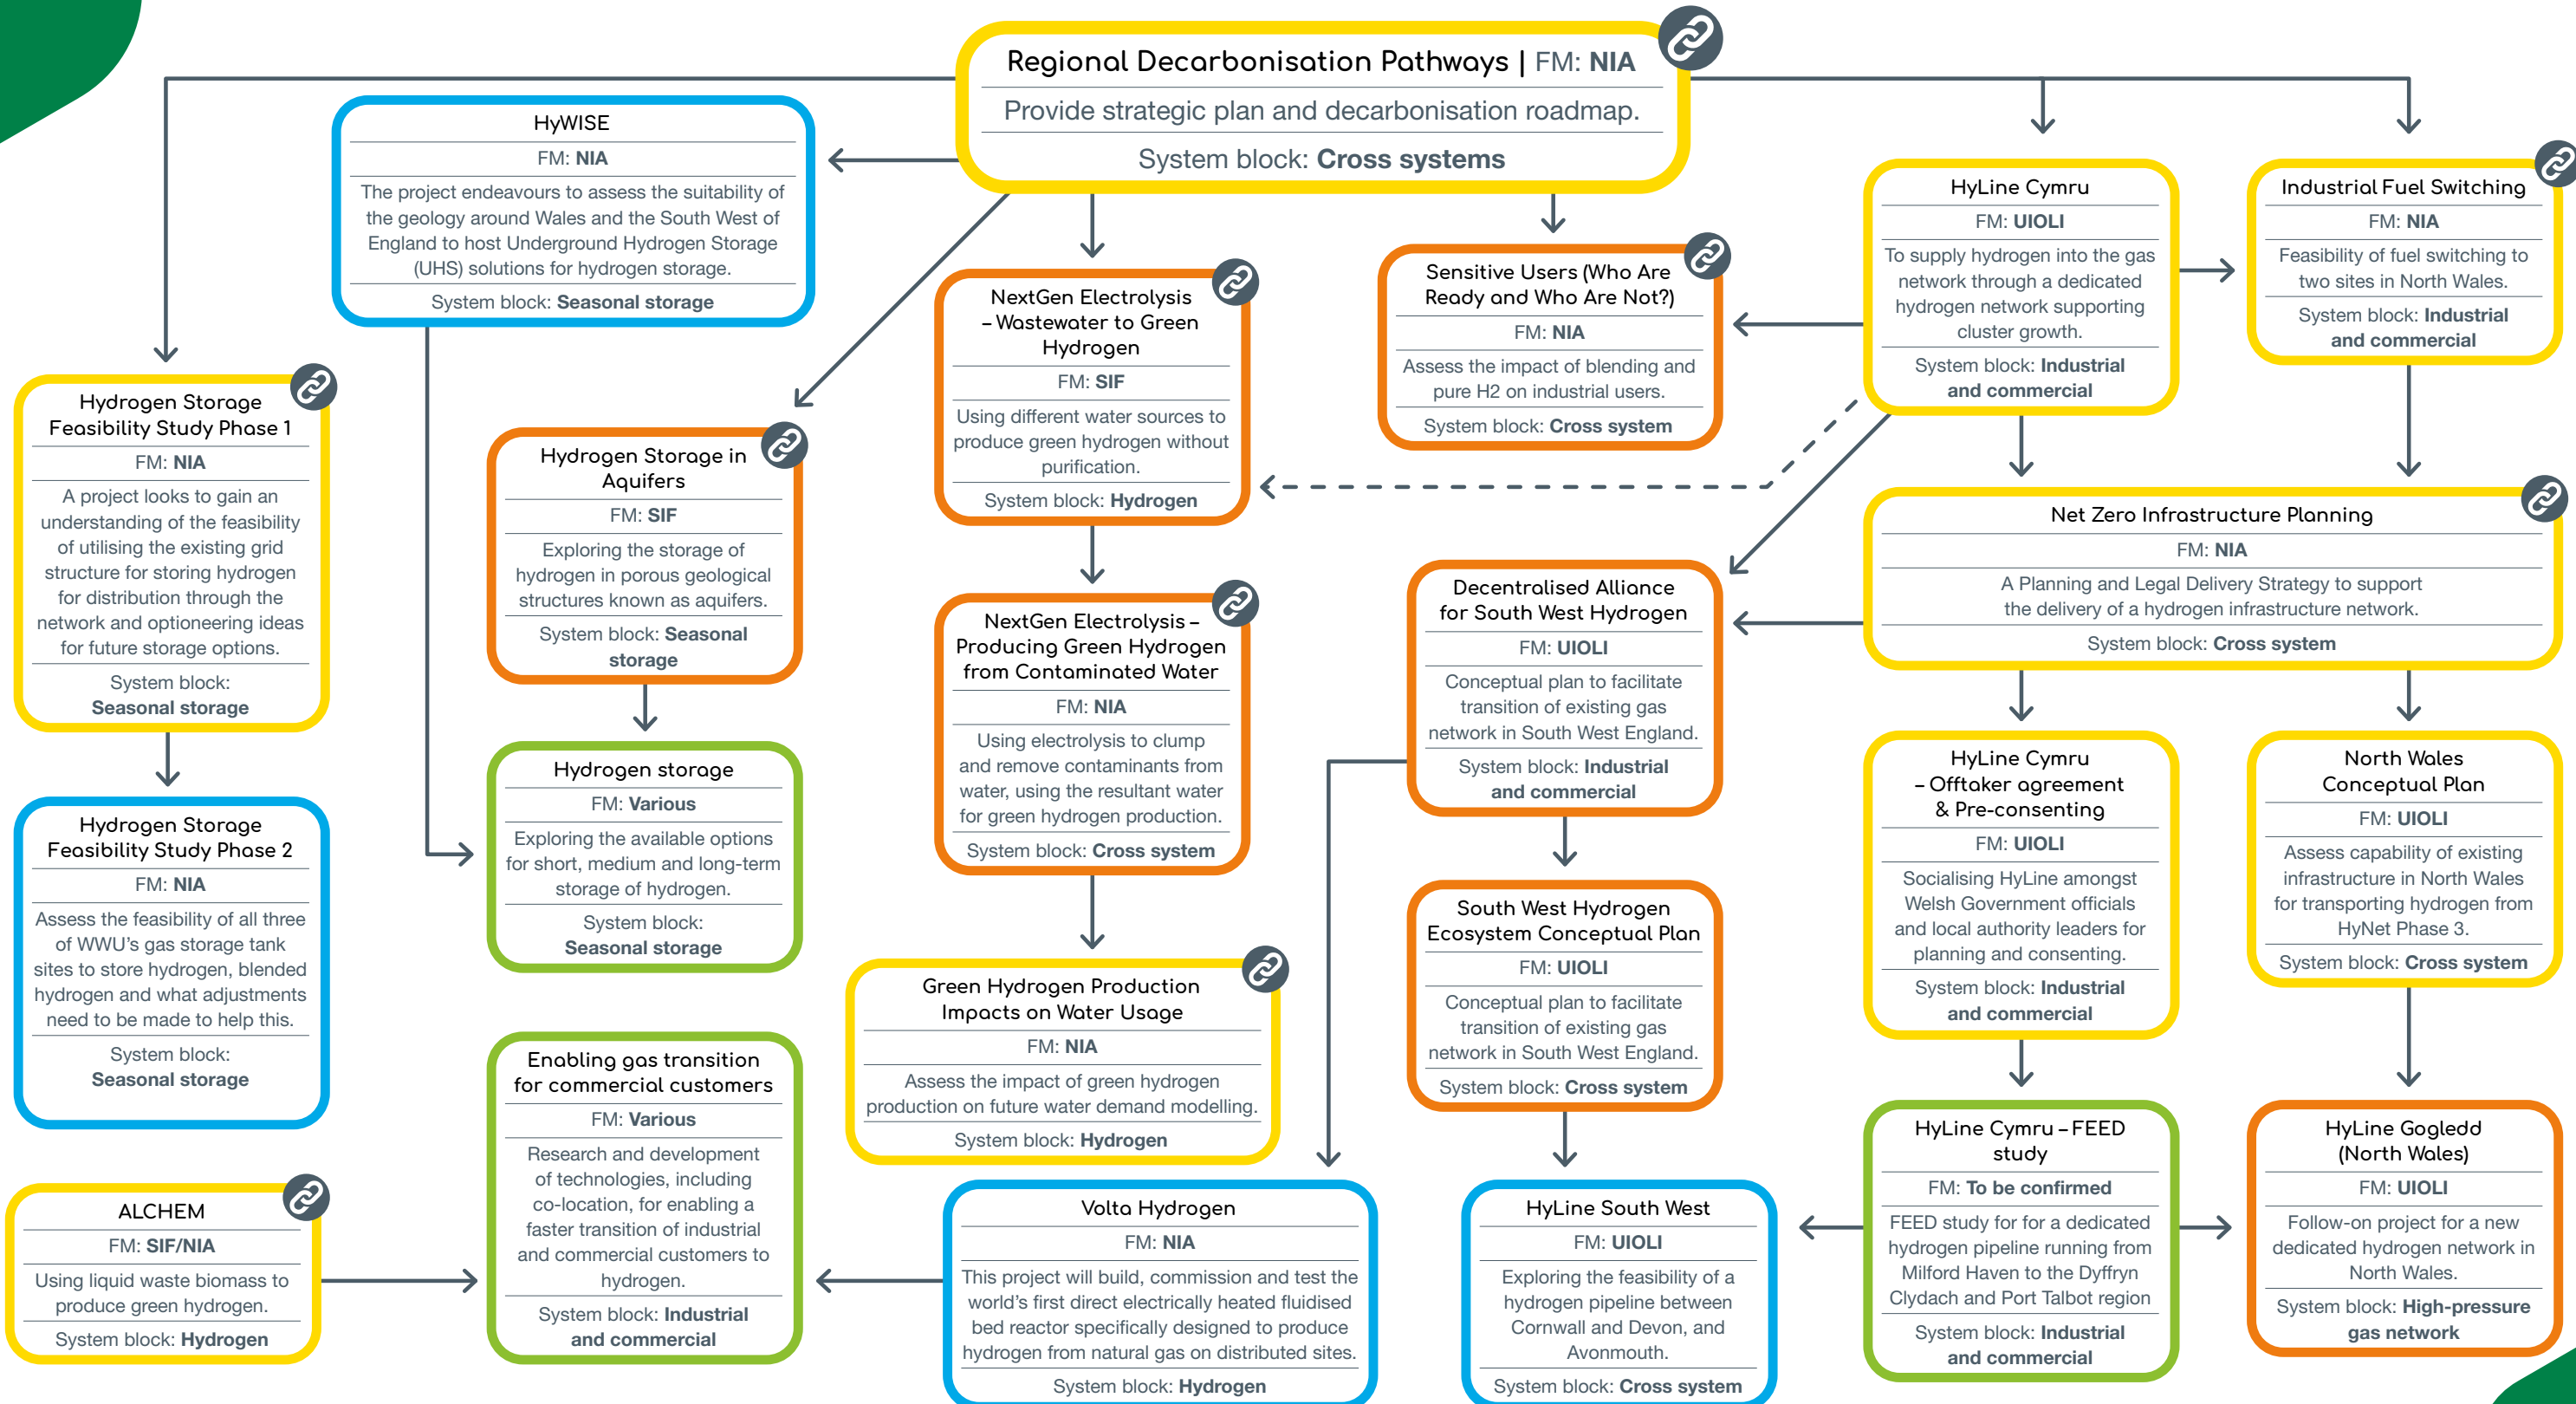 Regional Decarbonisation Pathways | FM: NIA
Provide strategic plan and decarbonisation roadmap.
System block: Cross systems
HyWISE
FM: NIA
The project endeavours to assess the suitability of
the geology around Wales and the South West of
England to host Underground Hydrogen Storage
(UHS) solutions for hydrogen storage.
System block: Seasonal storage
HyLine Cymru
FM: UIOLI
To supply hydrogen into the gas
network through a dedicated
hydrogen network supporting
cluster growth.
System block: Industrial
and commercial
Industrial Fuel Switching
FM: NIA
Feasibility of fuel switching to
two sites in North Wales.
System block: Industrial
and commercial
Sensitive Users (Who Are
Ready and Who Are Not?)
FM: NIA
Assess the impact of blending and
pure H2 on industrial users.
System block: Cross system
NextGen Electrolysis
– Wastewater to Green
Hydrogen
FM: SIF
Using different water sources to
produce green hydrogen without
purification.
System block: Hydrogen
Hydrogen Storage
Feasibility Study Phase 1
FM: NIA
A project looks to gain an
understanding of the feasibility
of utilising the existing grid
structure for storing hydrogen
for distribution through the
network and optioneering ideas
for future storage options.
System block:
Seasonal storage
Hydrogen Storage in
Aquifers
FM: SIF
Exploring the storage of
hydrogen in porous geological
structures known as aquifers.
System block: Seasonal
storage
Net Zero Infrastructure Planning
FM: NIA
A Planning and Legal Delivery Strategy to support
the delivery of a hydrogen infrastructure network.
System block: Cross system
Decentralised Alliance
for South West Hydrogen
FM: UIOLI
Conceptual plan to facilitate
transition of existing gas
network in South West England.
System block: Industrial
and commercial
NextGen Electrolysis –
Producing Green Hydrogen
from Contaminated Water
FM: NIA
Using electrolysis to clump
and remove contaminants from
water, using the resultant water
for green hydrogen production.
System block: Cross system
Hydrogen storage
FM: Various
Exploring the available options
for short, medium and long-term
storage of hydrogen.
System block:
Seasonal storage
HyLine Cymru
– Offtaker agreement
& Pre-consenting
FM: UIOLI
Socialising HyLine amongst
Welsh Government officials
and local authority leaders for
planning and consenting.
System block: Industrial
and commercial
North Wales
Conceptual Plan
FM: UIOLI
Assess capability of existing
infrastructure in North Wales
for transporting hydrogen from
HyNet Phase 3.
System block: Cross system
Hydrogen Storage
Feasibility Study Phase 2
FM: NIA
Assess the feasibility of all three
of WWU's gas storage tank
sites to store hydrogen, blended
hydrogen and what adjustments
need to be made to help this.
System block:
Seasonal storage
South West Hydrogen
Ecosystem Conceptual Plan
FM: UIOLI
Conceptual plan to facilitate
transition of existing gas
network in South West England.
System block: Cross system
Green Hydrogen Production
Impacts on Water Usage
FM: NIA
Assess the impact of green hydrogen
production on future water demand modelling.
System block: Hydrogen
Enabling gas transition
for commercial customers
FM: Various
Research and development
of technologies, including
co-location, for enabling a
faster transition of industrial
and commercial customers to
hydrogen.
System block: Industrial
and commercial
ALCHEM
FM: SIF/NIA
Using liquid waste biomass to
produce green hydrogen.
System block: Hydrogen
Volta Hydrogen
FM: NIA
This project will build, commission and test the
world's first direct electrically heated fluidised
bed reactor specifically designed to produce
hydrogen from natural gas on distributed sites.
System block: Hydrogen
HyLine South West
FM: UIOLI
Exploring the feasibility of a
hydrogen pipeline between
Cornwall and Devon, and
Avonmouth.
System block: Cross system
HyLine Cymru – FEED
study
FM: To be confirmed
FEED study for for a dedicated
hydrogen pipeline running from
Milford Haven to the Dyffryn
Clydach and Port Talbot region
System block: Industrial
and commercial
HyLine Gogledd
(North Wales)
FM: UIOLI
Follow-on project for a new
dedicated hydrogen network in
North Wales.
System block: High-pressure
gas network